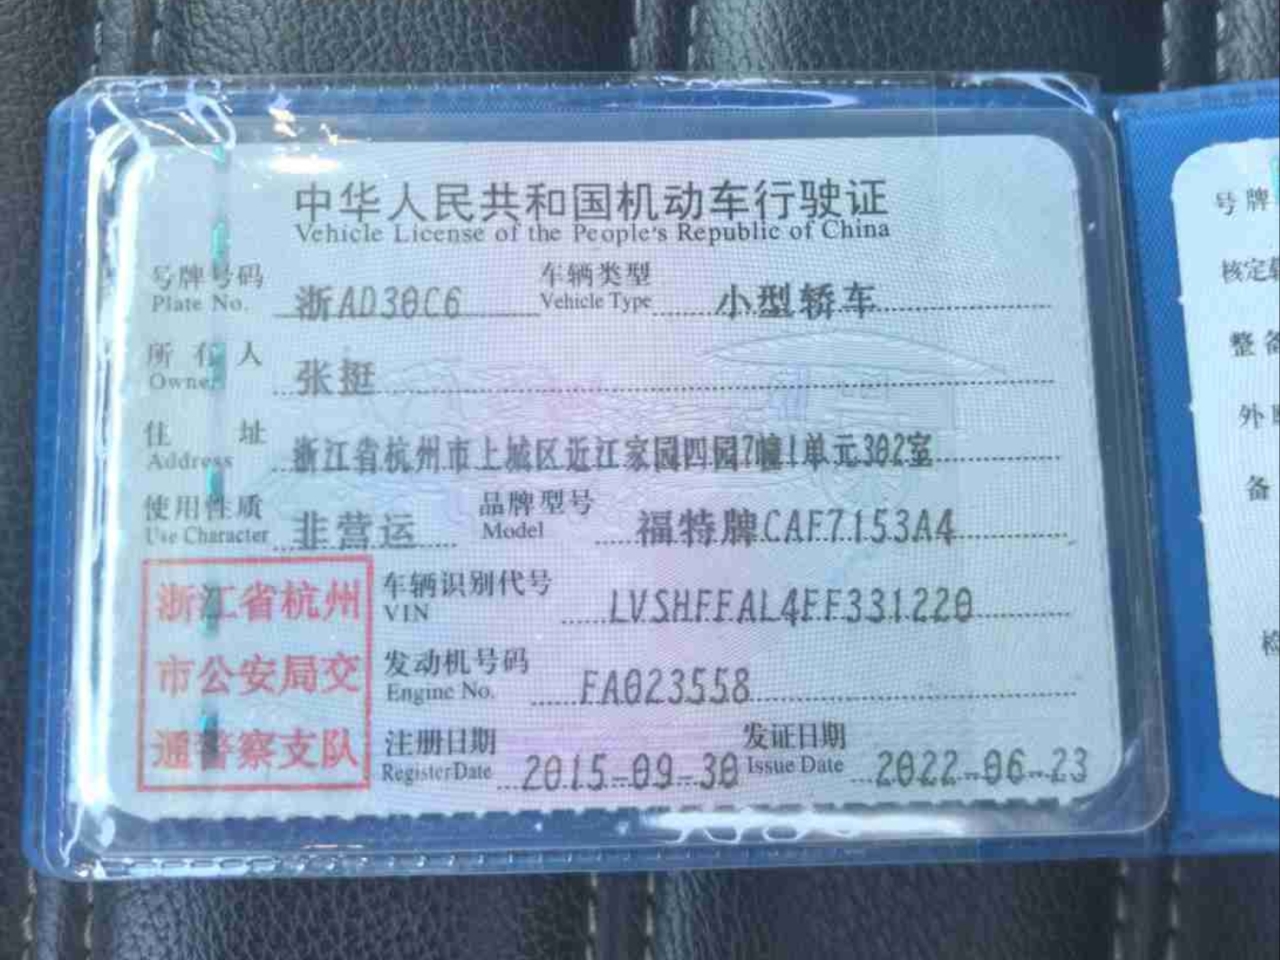 中华人民共和国机动车行驶证
Vehicle License of the People's Republic of China
号牌号码 浙AD30C6 车辆类型 小型轿车
Plate No. Vehicle Type
所有人 张挺
Owner
住址 浙江省杭州市上城区近江家园四园7幢1单元302室
Address
使用性质 非营运 品牌型号 福特牌CAF7153A4
Use Character Model
浙江省杭州
市公安局交
通警察支队
车辆识别代号 LVSHFFAL4FF331220
VIN
发动机号码 FA023558
Engine No.
注册日期 2015-09-30 发证日期 2022-06-23
Register Date Issue Date
号牌
核定
整备
外
备
检